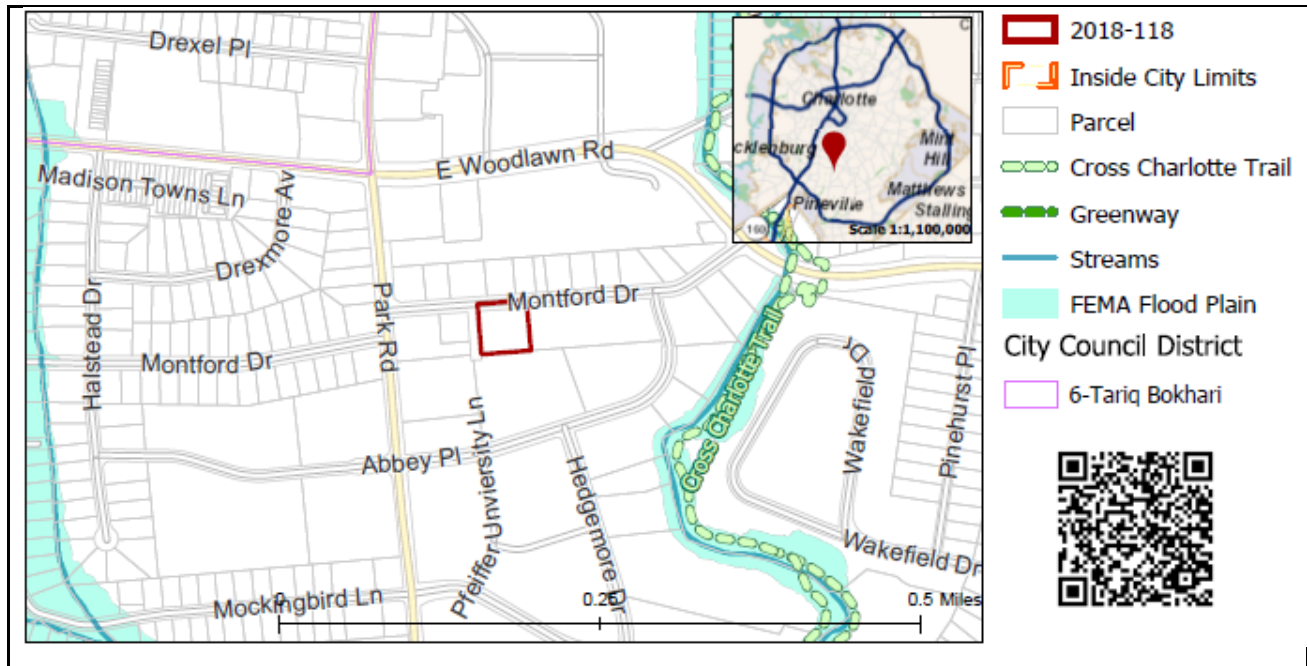 Drexel Pl
E Woodlawn Rd
Madison Towns Ln
Drexmore Av
Halstead Dr
Park Rd
Montford Dr
Montford Dr
Abbey Pl
Pfeiffer Unviersity Ln
Hedgemore Dr
Mockingbird Ln
Cross Charlotte Trail
Wakefield Dr
Wakefield Dr
Pinehurst Pl
0
0.25
0.5 Miles
C
Charlotte
cklenburg
Mint
Hill
Matthews
Stalling
Pineville
160
Scale 1:1,100,000
2018-118
Inside City Limits
Parcel
Cross Charlotte Trail
Greenway
Streams
FEMA Flood Plain
City Council District
6-Tariq Bokhari